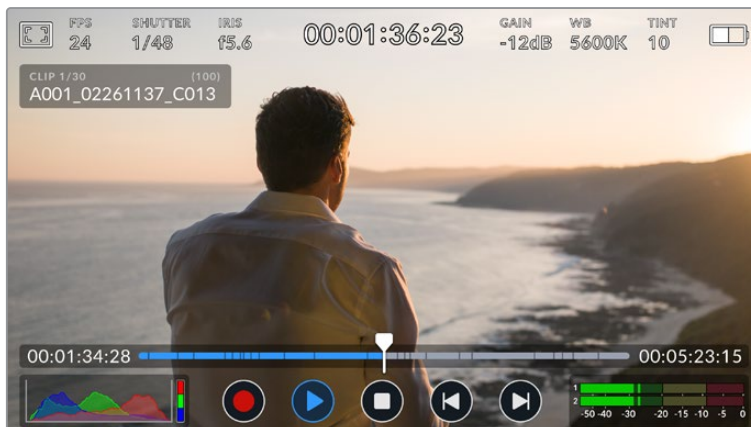 FPS SHUTTER IRIS 00:01:36:23 GAIN WB TINT
24 1/48 f5.6 -12dB 5600K 10
CLIP 1/30 (100)
A001_02261137_C013
00:01:34:28 00:05:23:15
1
2
-50 -40 -30 -20 -15 -10 -5 0